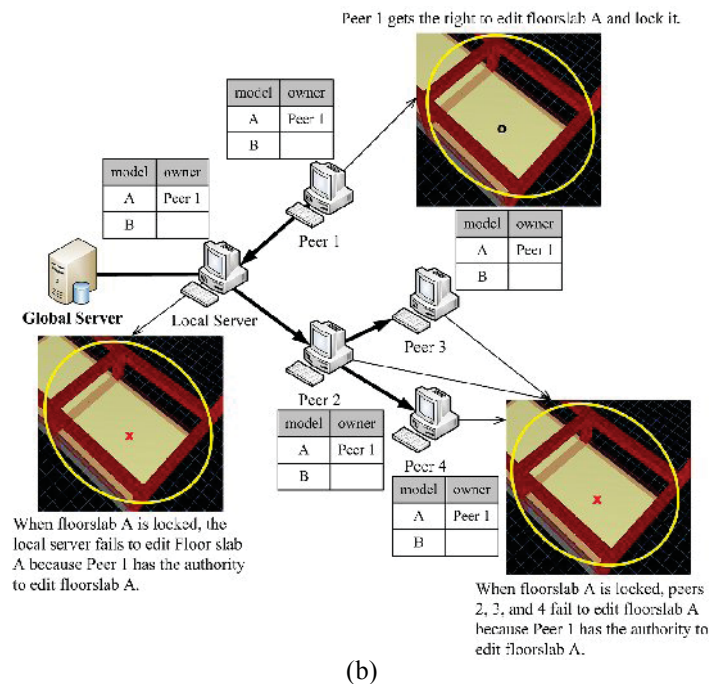 Peer 1 gets the right to edit floorslab A and lock it.
model owner
A Peer 1
B
model owner
A Peer 1
B
Peer 1
model owner
A Peer 1
B
Global Server
Local Server
Peer 3
Peer 2
model owner
A Peer 1
B
Peer 4
model owner
A Peer 1
B
o
x
x
When floorslab A is locked, the
local server fails to edit Floor slab
A because Peer 1 has the authority
to edit floorslab A.
When floorslab A is locked, peers
2, 3, and 4 fail to edit floorslab A
because Peer 1 has the authority to
edit floorslab A.
(b)